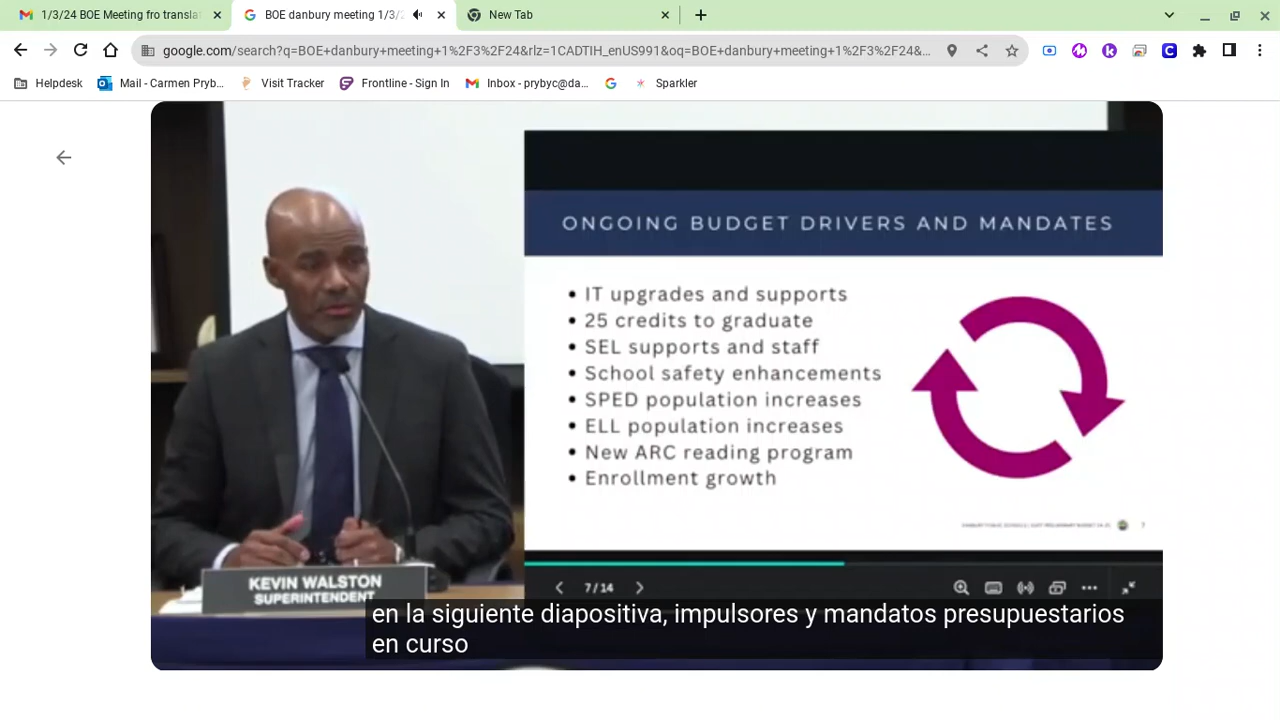 1/3/24 BOE Meeting fro transla
BOE danbury meeting 1/3/2
New Tab
google.com/search?q=BOE+danbury+meeting+1%2F3%2F24&rlz=1CADTIH_enUS991&oq=BOE+danbury+meeting+1%2F3%2F24&...
Helpdesk
Mail - Carmen Pryb...
Visit Tracker
Frontline - Sign In
Inbox - prybyc@da...
Sparkler
ONGOING BUDGET DRIVERS AND MANDATES
• IT upgrades and supports
• 25 credits to graduate
• SEL supports and staff
• School safety enhancements
• SPED population increases
• ELL population increases
• New ARC reading program
• Enrollment growth
7
7/14
KEVIN WALSTON
SUPERINTENDENT
en la siguiente diapositiva, impulsores y mandatos presupuestarios
en curso